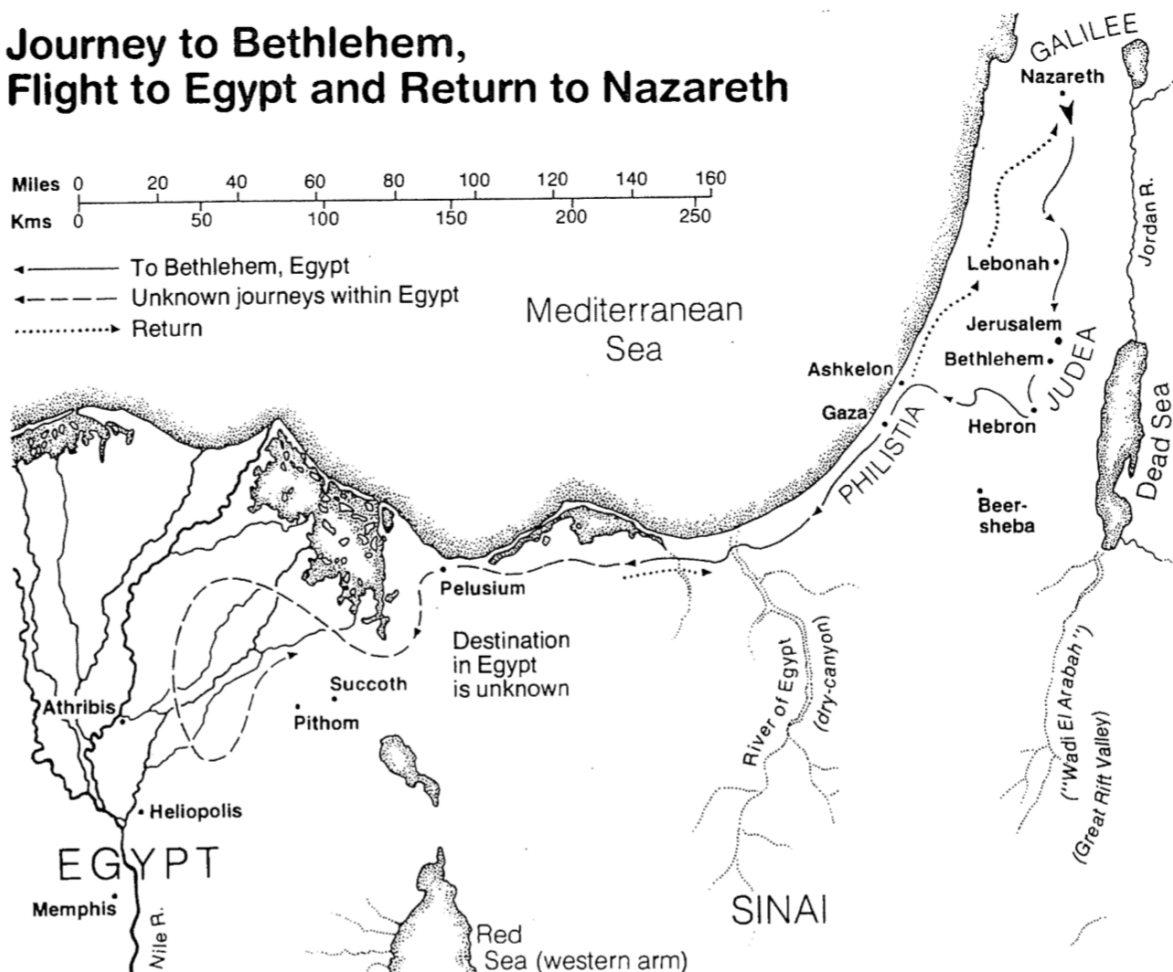 Journey to Bethlehem,
Flight to Egypt and Return to Nazareth
Miles 0 20 40 60 80 100 120 140 160
Kms 0 50 100 150 200 250
To Bethlehem, Egypt
Unknown journeys within Egypt
Return
GALILEE
Nazareth
Jordan R.
Mediterranean
Sea
Lebonah
Jerusalem
Bethlehem
JUDEA
Ashkelon
Gaza
Hebron
PHILISTIA
Dead Sea
Beer-
sheba
Pelusium
Destination
in Egypt
is unknown
Succoth
Pithom
Athribis
Heliopolis
EGYPT
Memphis
Nile R.
River of Egypt
(dry-canyon)
("Wadi El Arabah")
(Great Rift Valley)
SINAI
Red
Sea (western arm)